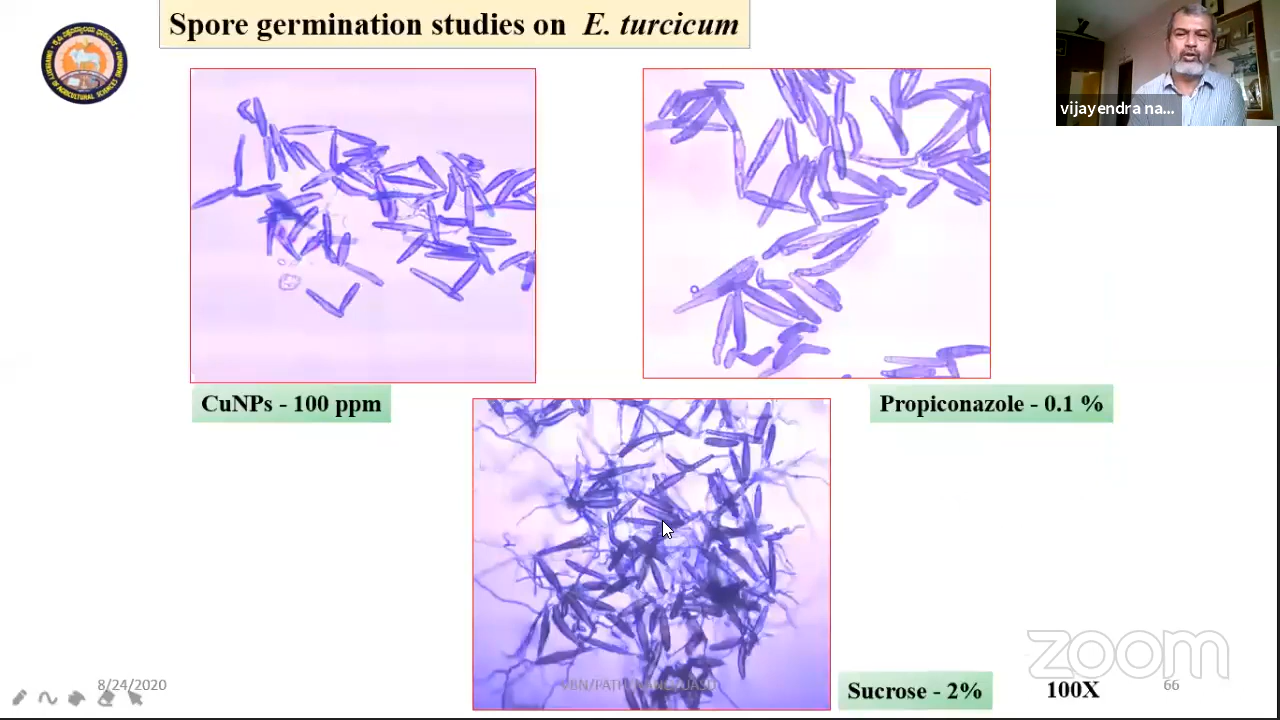 Spore germination studies on E. turcicum
vijayendra na...
CuNPs - 100 ppm
Propiconazole - 0.1 %
Sucrose - 2%
100X
zoom
8/24/2020
66